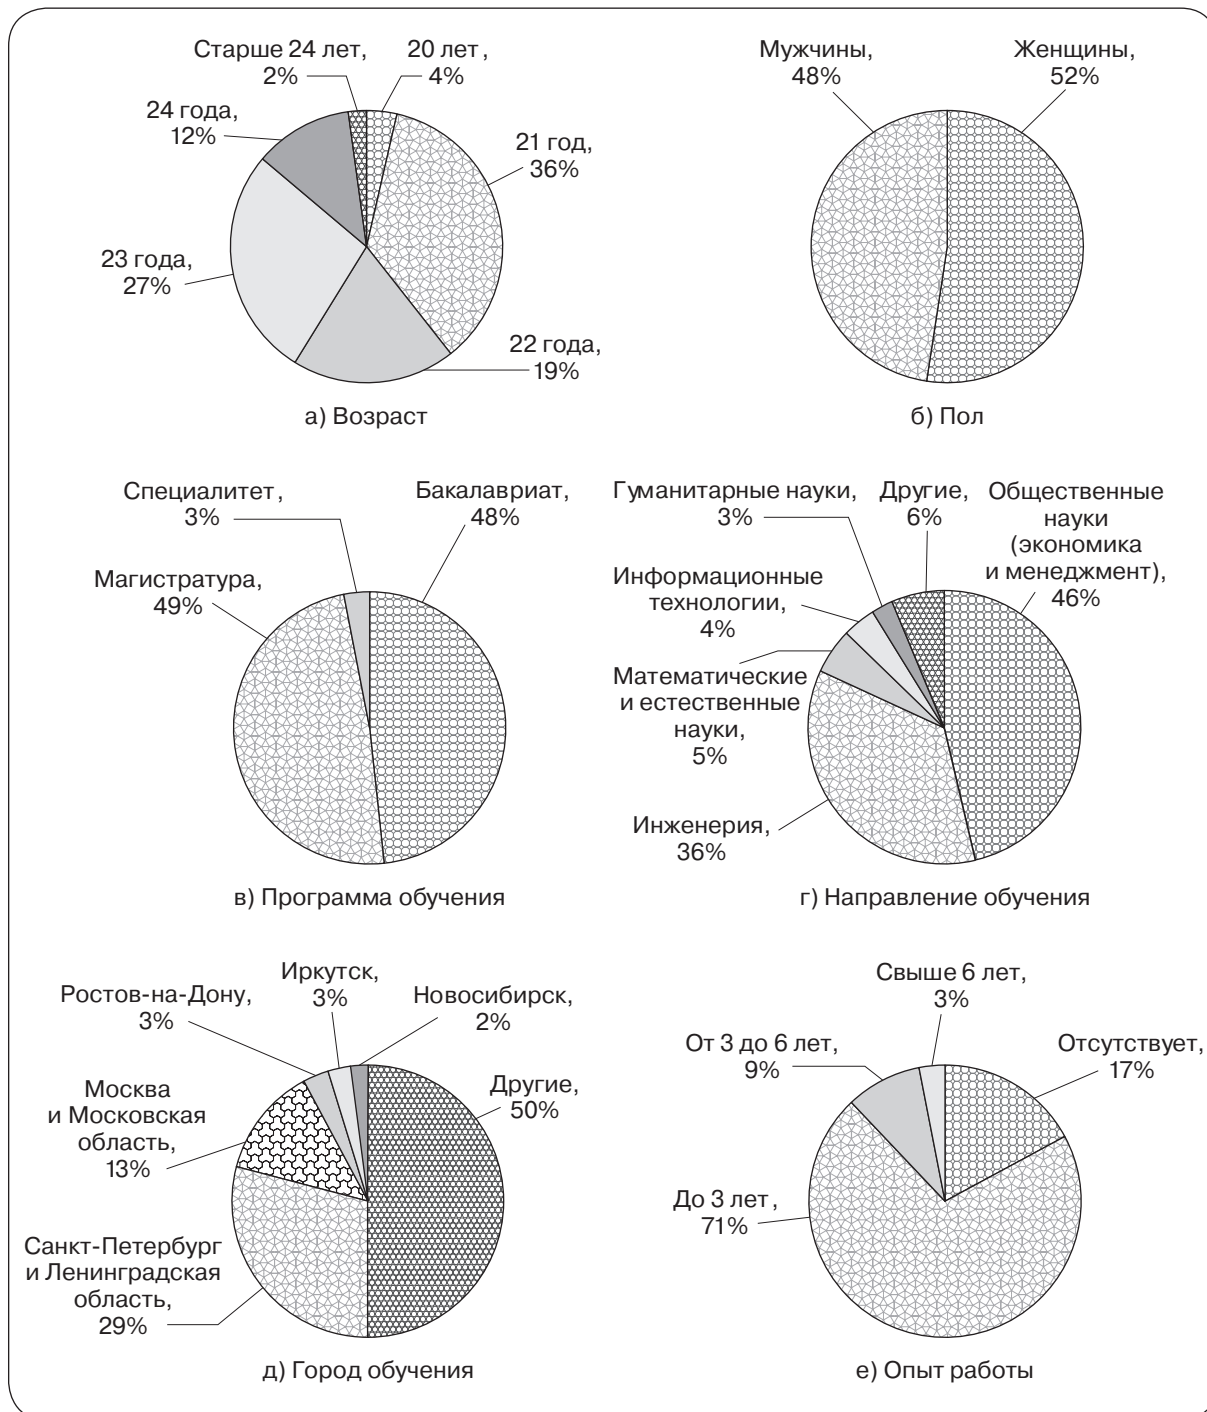 Старше 24 лет,
2%
20 лет,
4%
24 года,
12%
21 год,
36%
23 года,
27%
22 года,
19%
а) Возраст
Мужчины,
48%
Женщины,
52%
б) Пол
Специалитет,
3%
Бакалавриат,
48%
Магистратура,
49%
в) Программа обучения
Гуманитарные науки,
3%
Другие,
6%
Общественные
науки
(экономика
и менеджмент),
46%
Информационные
технологии,
4%
Математические
и естественные
науки,
5%
Инженерия,
36%
г) Направление обучения
Иркутск,
3%
Ростов-на-Дону,
3%
Новосибирск,
2%
Москва
и Московская
область,
13%
Другие,
50%
Санкт-Петербург
и Ленинградская
область,
29%
д) Город обучения
Свыше 6 лет,
3%
От 3 до 6 лет,
9%
Отсутствует,
17%
До 3 лет,
71%
е) Опыт работы